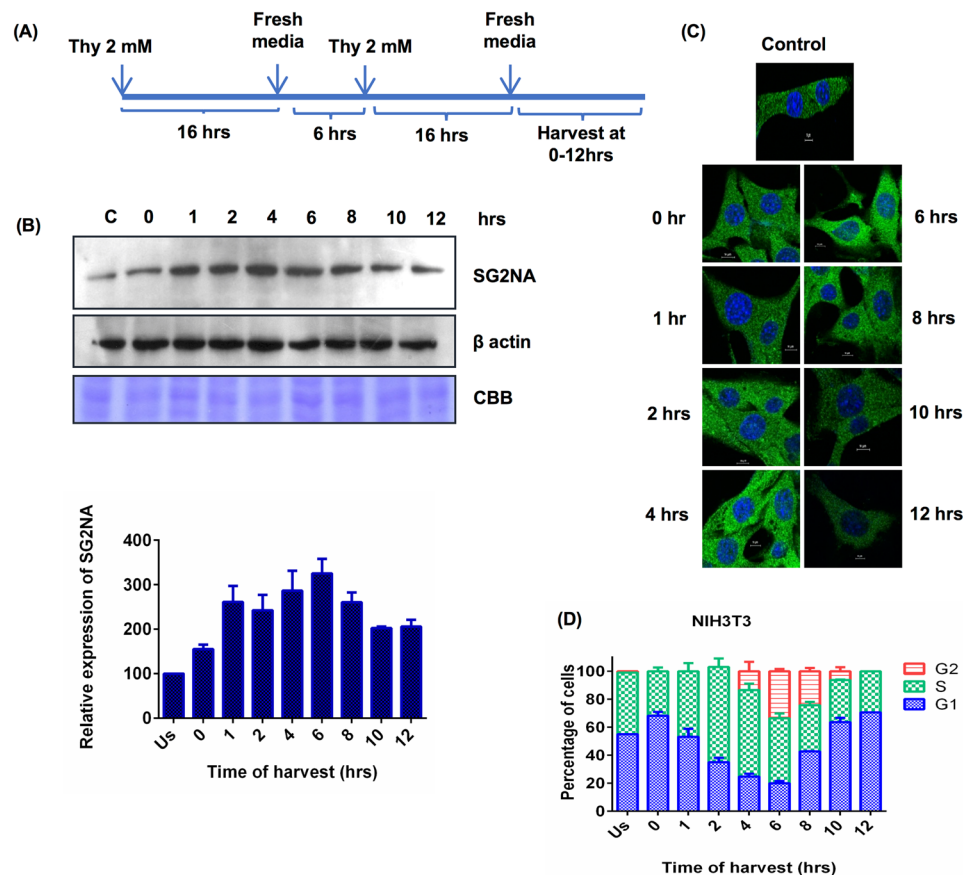 (A)
Thy 2 mM
Fresh
media
Thy 2 mM
Fresh
media
16 hrs
6 hrs
16 hrs
Harvest at
0-12hrs
(B)
C 0 1 2 4 6 8 10 12 hrs
SG2NA
β actin
CBB
Relative expression of SG2NA
400
300
200
100
0
Us 0 1 2 4 6 8 10 12
Time of harvest (hrs)
(C)
Control
0 hr
6 hrs
1 hr
8 hrs
2 hrs
10 hrs
4 hrs
12 hrs
(D)
NIH3T3
Percentage of cells
100
80
60
40
20
0
Us 0 1 2 4 6 8 10 12
Time of harvest (hrs)
G2
S
G1